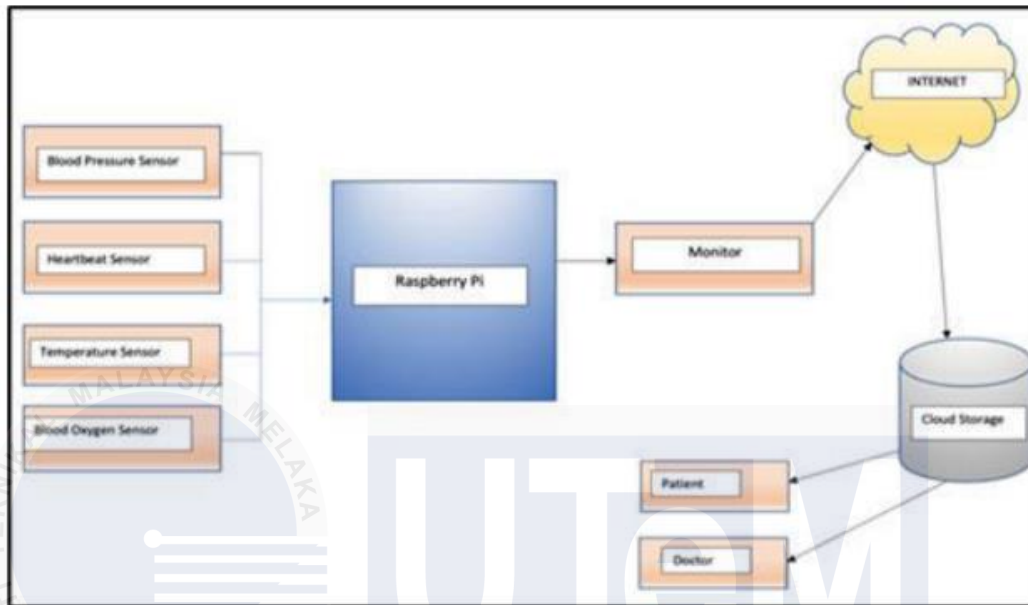 INTERNET
Blood Pressure Sensor
Heartbeat Sensor
Monitor
Raspberry Pi
Temperature Sensor
Blood Oxygen Sensor
Cloud Storage
Patient
Doctor
MALAYSIA MELAKA
UTeM